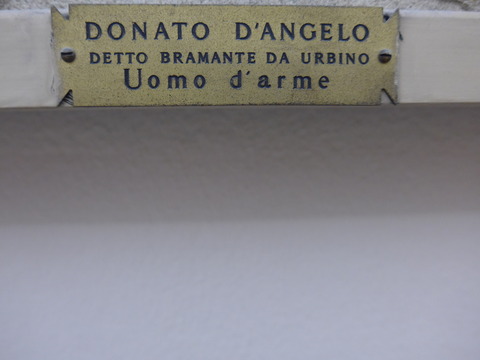 DONATO D'ANGELO
DETTO BRAMANTE DA URBINO
Uomo d'arme